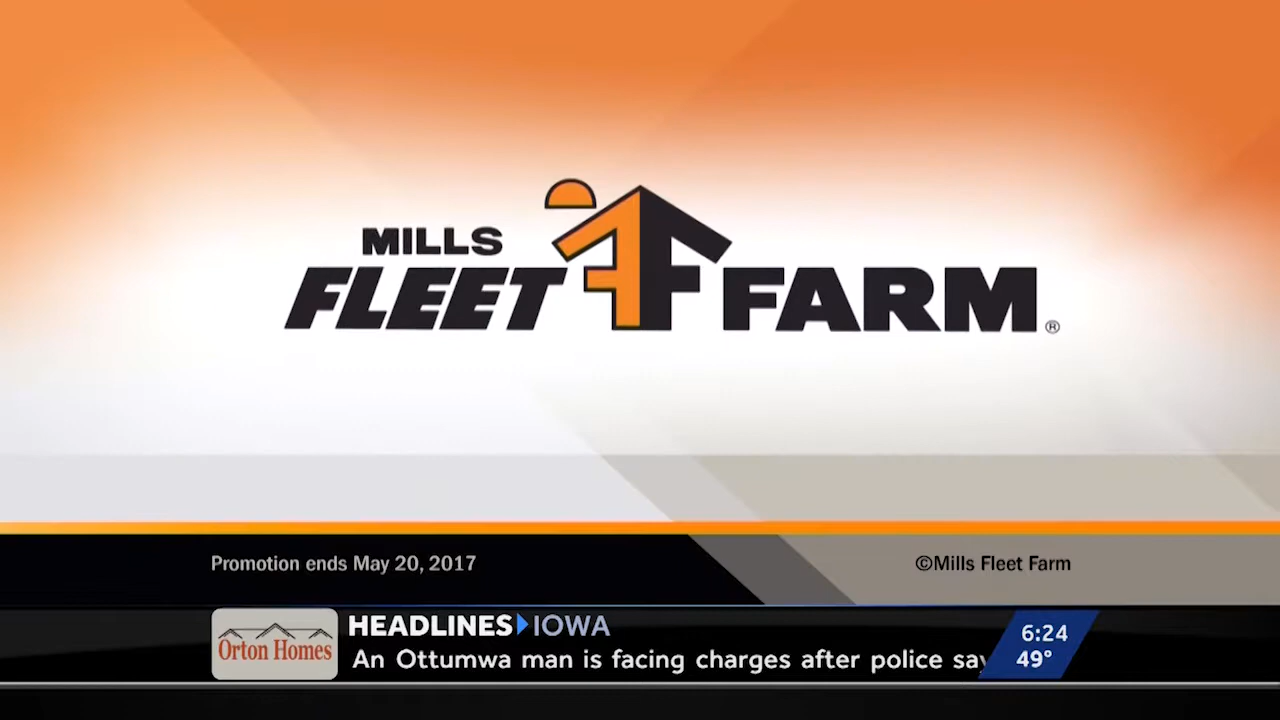 MILLS
FLEET FARM®
Promotion ends May 20, 2017
©Mills Fleet Farm
Orton Homes
HEADLINES IOWA
An Ottumwa man is facing charges after police say
6:24
49°